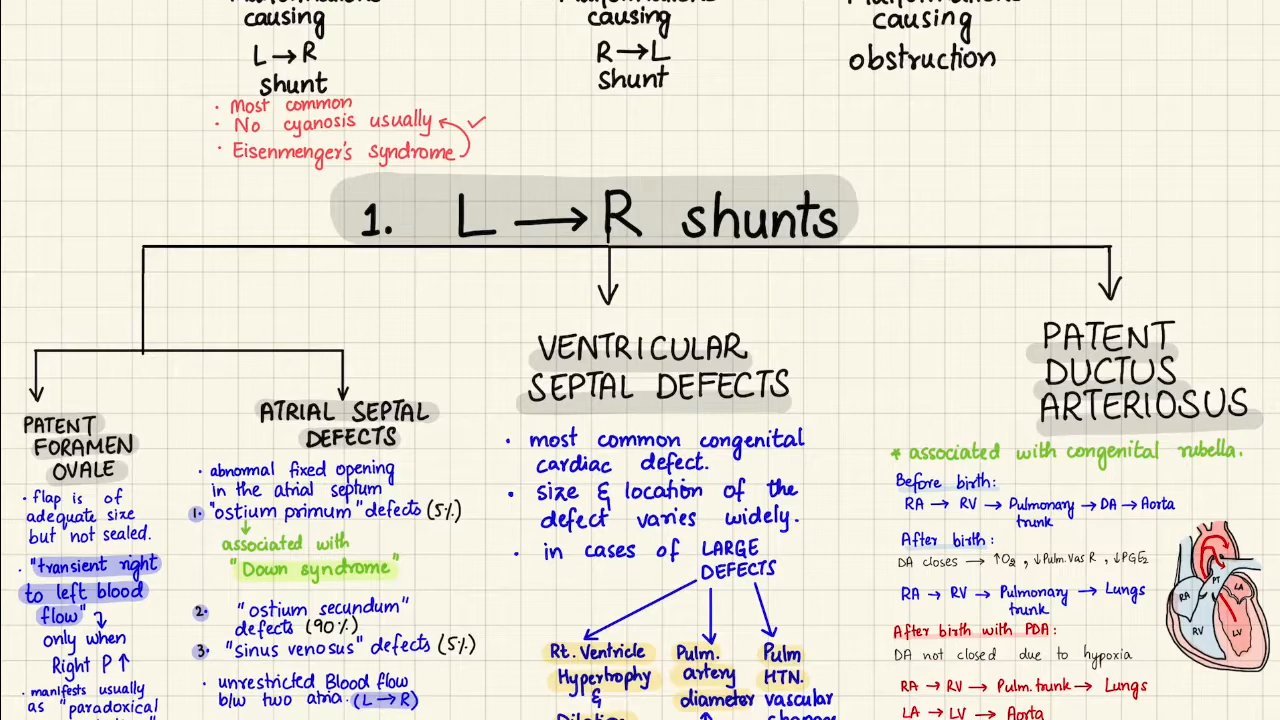 causing
L → R
shunt
· Most common
· No cyanosis usually
· Eisenmenger's syndrome
causing
R → L
shunt
causing
obstruction
1. L → R shunts
PATENT
FORAMEN
OVALE
· flap is of
adequate size
but not sealed.
· "transient right
to left blood
flow"
only when
Right P ↑
· manifests usually
as "paradoxical
ATRIAL SEPTAL
DEFECTS
· abnormal fixed opening
in the atrial septum
1. "ostium primum" defects (5%)
associated with
"Down syndrome"
2. "ostium secundum"
defects (90%)
3. "sinus venosus" defects (5%)
· unrestricted Blood flow
b/w two atria. (L → R)
VENTRICULAR
SEPTAL DEFECTS
· most common congenital
cardiac defect.
· size & location of the
defect varies widely.
· in cases of LARGE
DEFECTS
Rt. Ventricle
Hypertrophy
&
Dilation
Pulm.
artery
diameter
↑
Pulm
HTN.
vascular
PATENT
DUCTUS
ARTERIOSUS
* associated with congenital rubella.
Before birth:
RA → RV → Pulmonary trunk → DA → Aorta
After birth:
DA closes → ↑O2, ↓Pulm.Vas R, ↓PGE2
RA → RV → Pulmonary trunk → Lungs
After birth with PDA:
DA not closed due to hypoxia
RA → RV → Pulm.trunk → Lungs
LA → LV → Aorta
PT
RA
LA
RV
LV